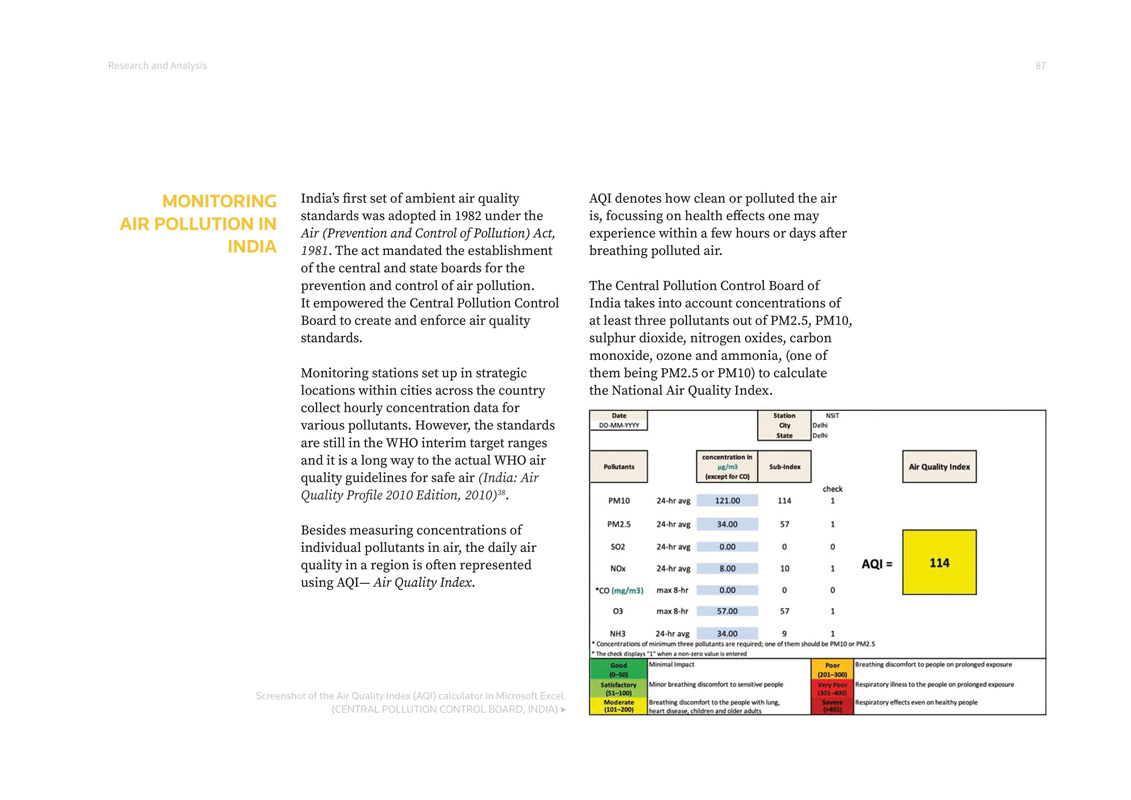 Research and Analysis
87
MONITORING
AIR POLLUTION IN
INDIA
India’s first set of ambient air quality
standards was adopted in 1982 under the
Air (Prevention and Control of Pollution) Act,
1981. The act mandated the establishment
of the central and state boards for the
prevention and control of air pollution.
It empowered the Central Pollution Control
Board to create and enforce air quality
standards.
Monitoring stations set up in strategic
locations within cities across the country
collect hourly concentration data for
various pollutants. However, the standards
are still in the WHO interim target ranges
and it is a long way to the actual WHO air
quality guidelines for safe air (India: Air
Quality Profile 2010 Edition, 2010)³⁸.
Besides measuring concentrations of
individual pollutants in air, the daily air
quality in a region is often represented
using AQI— Air Quality Index.
AQI denotes how clean or polluted the air
is, focussing on health effects one may
experience within a few hours or days after
breathing polluted air.
The Central Pollution Control Board of
India takes into account concentrations of
at least three pollutants out of PM2.5, PM10,
sulphur dioxide, nitrogen oxides, carbon
monoxide, ozone and ammonia, (one of
them being PM2.5 or PM10) to calculate
the National Air Quality Index.
Date Station NSIT
DD-MM-YYYY City Delhi
State Delhi
Pollutants concentration in µg/m3 (except for CO) Sub-Index Air Quality Index
check
PM10 24-hr avg 121.00 114 1
PM2.5 24-hr avg 34.00 57 1
SO2 24-hr avg 0.00 0 0
NOx 24-hr avg 8.00 10 1
AQI = 114
*CO (mg/m3) max 8-hr 0.00 0 0
O3 max 8-hr 57.00 57 1
NH3 24-hr avg 34.00 9 1
* Concentrations of minimum three pollutants are required; one of them should be PM10 or PM2.5
* The check displays "1" when a non-zero value is entered
Good (0–50) Minimal Impact Poor (201–300) Breathing discomfort to people on prolonged exposure
Satisfactory (51–100) Minor breathing discomfort to sensitive people Very Poor (301–400) Respiratory illness to the people on prolonged exposure
Moderate (101–200) Breathing discomfort to the people with lung, heart disease, children and older adults Severe (>401) Respiratory effects even on healthy people
Screenshot of the Air Quality Index (AQI) calculator in Microsoft Excel.
(CENTRAL POLLUTION CONTROL BOARD, INDIA) ▶